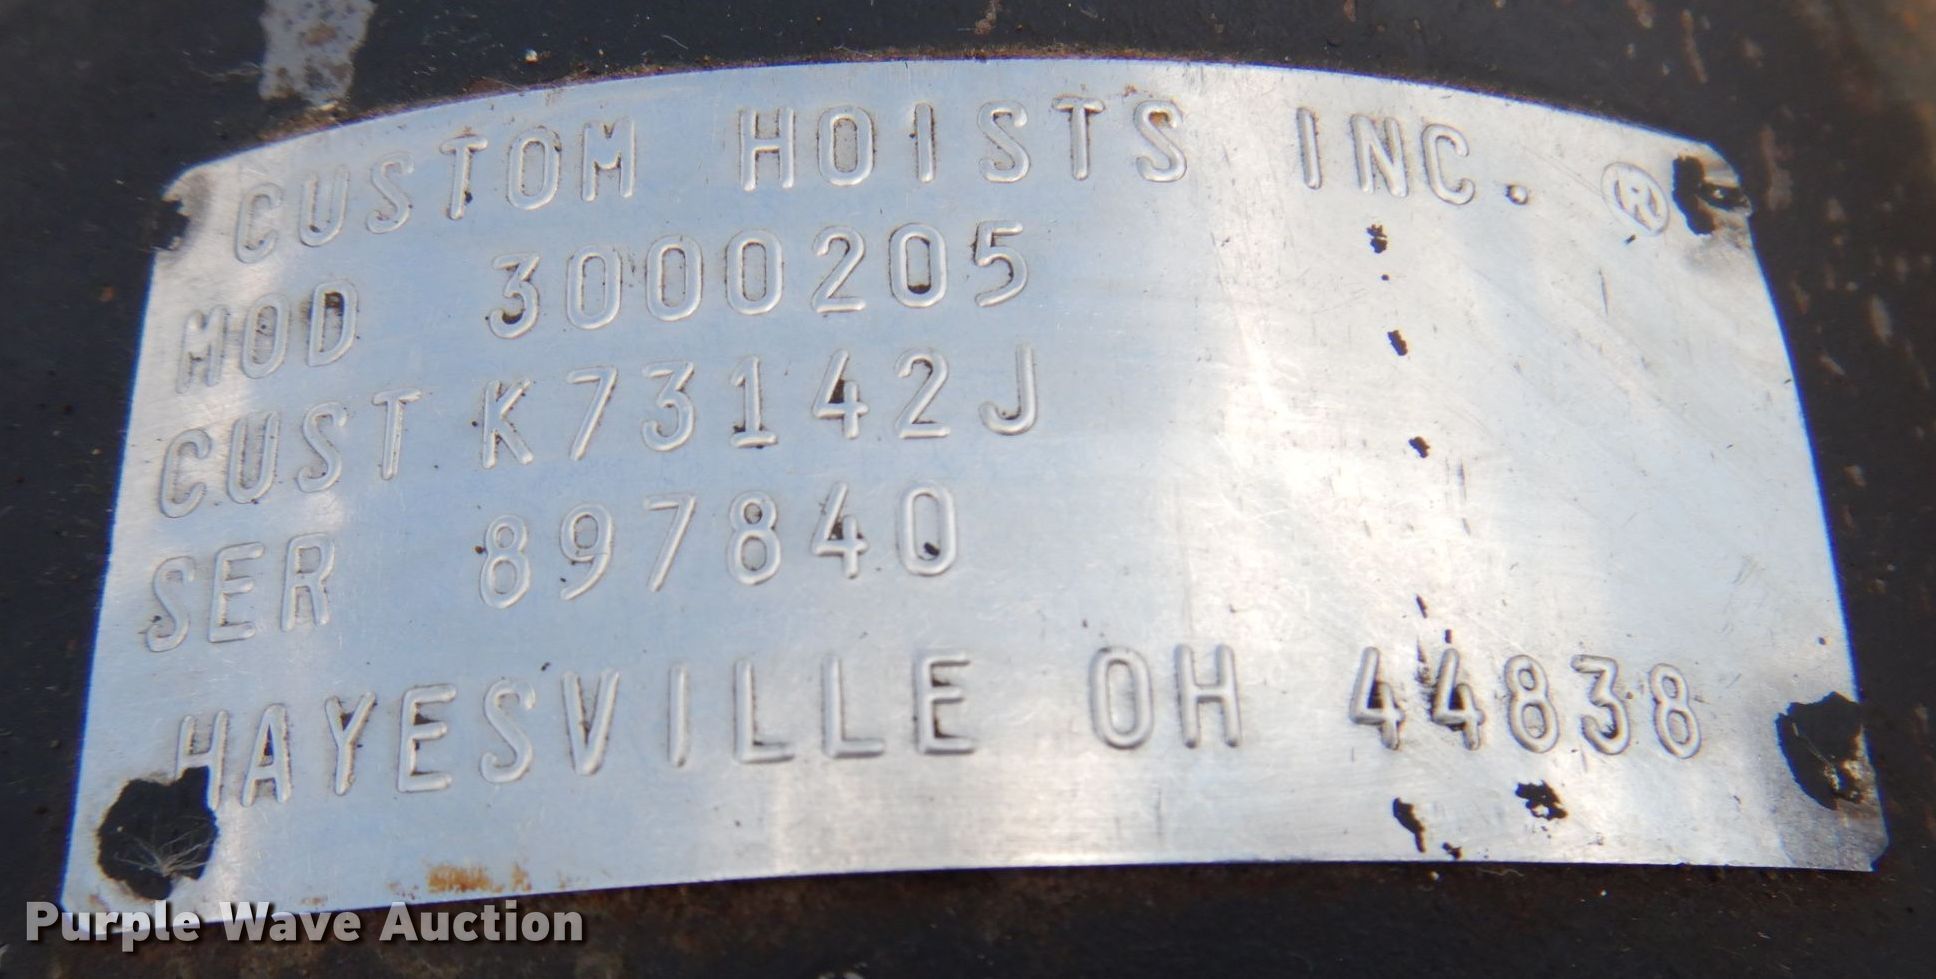 CUSTOM HOISTS INC. ®
MOD 3000205
CUST K73142J
SER 897840
HAYESVILLE OH 44838
Purple Wave Auction